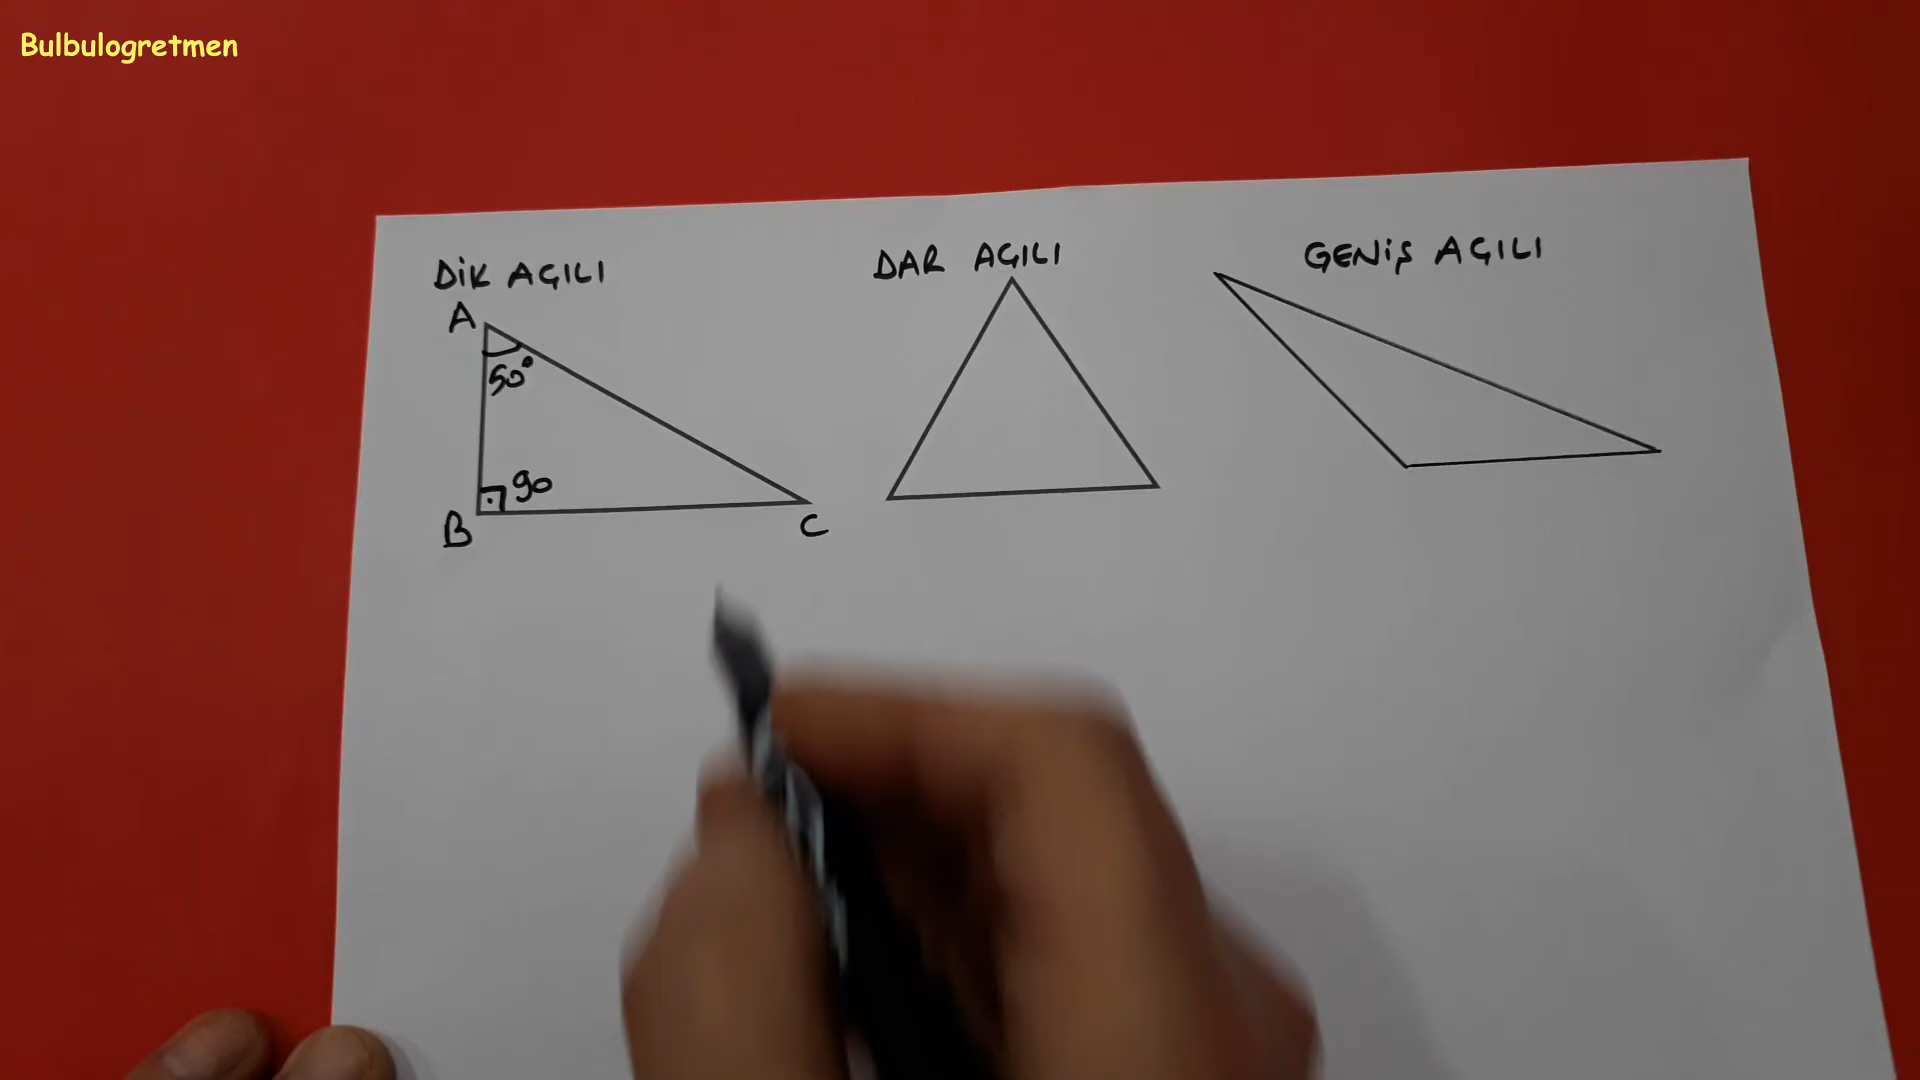 Bulbulogretmen
DİK AÇILI
DAR AÇILI
GENİŞ AÇILI
A
50°
90
B
C